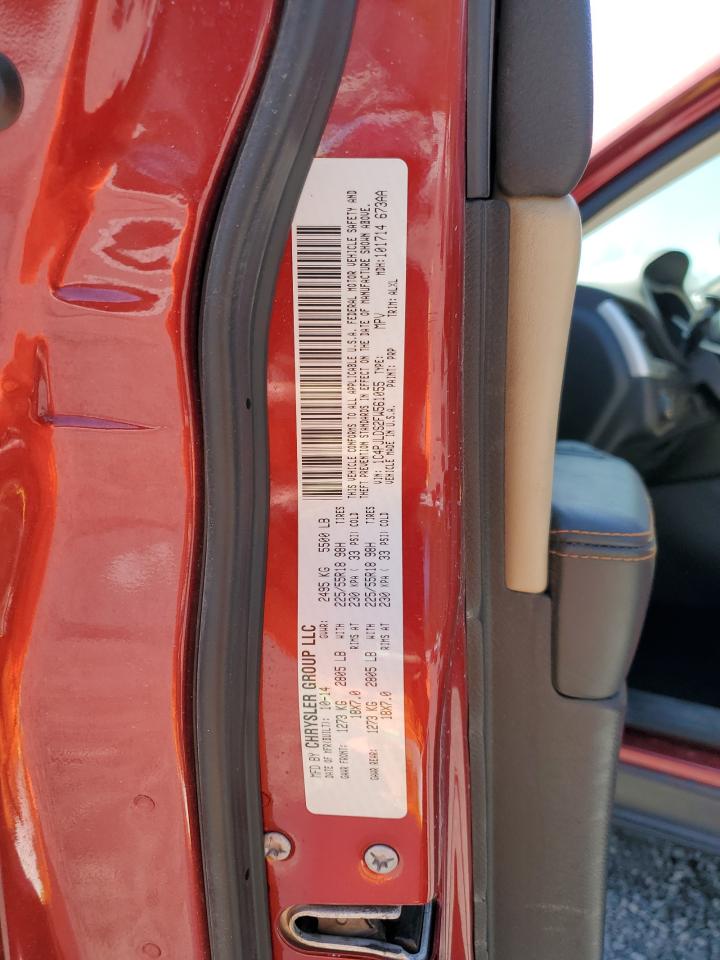 MFD BY CHRYSLER GROUP LLC
DATE OF MFR(BUILT): 10-14 GVWR: 2495 KG 5500 LB
GAWR FRONT: 1273 KG 2805 LB WITH 225/55R18 98H TIRES
18X7.0 RIMS AT 230 KPA ( 33 PSI) COLD
GAWR REAR: 1273 KG 2805 LB WITH 225/55R18 98H TIRES
18X7.0 RIMS AT 230 KPA ( 33 PSI) COLD
THIS VEHICLE CONFORMS TO ALL APPLICABLE U.S.A. FEDERAL MOTOR VEHICLE SAFETY AND
THEFT PREVENTION STANDARDS IN EFFECT ON THE DATE OF MANUFACTURE SHOWN ABOVE.
VIN: 1C4PJLDS2FW561055 TYPE: MPV MDH:101714 673AA
VEHICLE MADE IN U.S.A. PAINT: PRP TRIM: ALXL